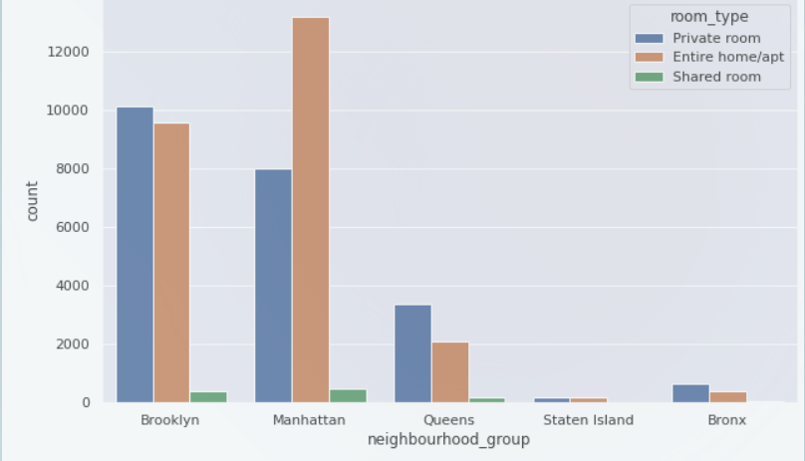 room_type
Private room
Entire home/apt
Shared room
12000
10000
8000
6000
4000
2000
0
count
Brooklyn Manhattan Queens Staten Island Bronx
neighbourhood_group